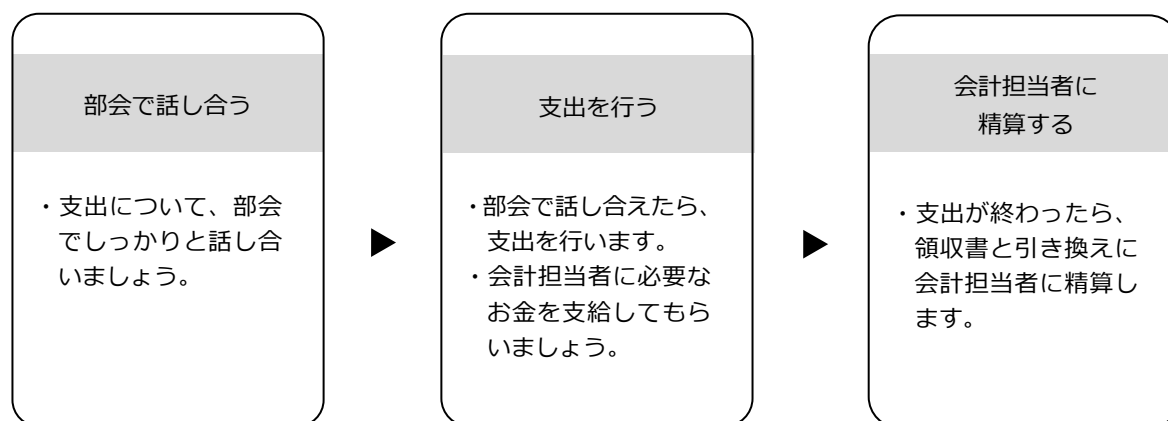 部会で話し合う
・支出について、部会
でしっかりと話し合
いましょう。
▶
支出を行う
・部会で話し合えたら、
支出を行います。
・会計担当者に必要な
お金を支給してもら
いましょう。
▶
会計担当者に
精算する
・支出が終わったら、
領収書と引き換えに
会計担当者に精算し
ます。